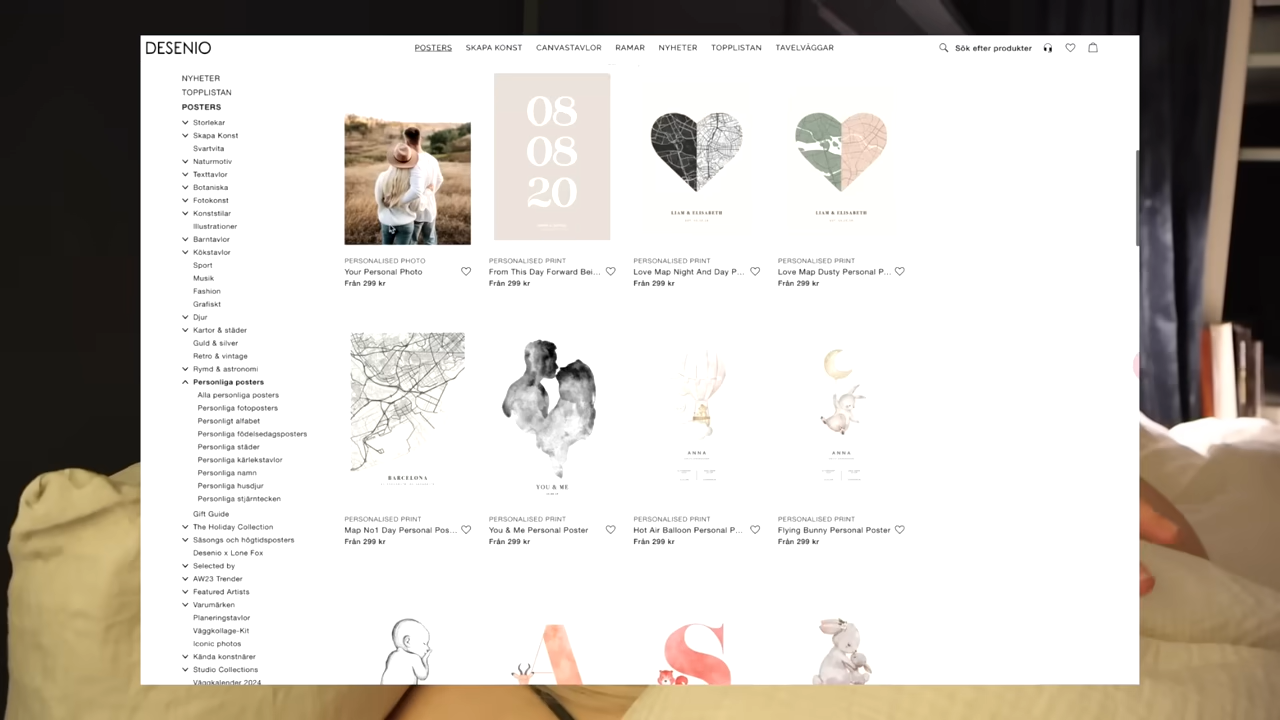 DESENIO
POSTERS
SKAPA KONST
CANVASTAVLOR
RAMAR
NYHETER
TOPPLISTAN
TAVELVÄGGAR
Sök efter produkter
NYHETER
TOPPLISTAN
POSTERS
Storlekar
Skapa Konst
Svartvita
Naturmotiv
Texttavlor
Botaniska
Fotokonst
Konststilar
Illustrationer
Barntavlor
Kökstavlor
Sport
Musik
Fashion
Grafiskt
Djur
Kartor & städer
Guld & silver
Retro & vintage
Rymd & astronomi
Personliga posters
Alla personliga posters
Personliga fotoposters
Personligt alfabet
Personliga födelsedagsposters
Personliga städer
Personliga kärlekstavlor
Personliga namn
Personliga husdjur
Personliga stjärntecken
Gift Guide
The Holiday Collection
Säsongs och högtidsposters
Desenio x Lone Fox
Selected by
AW23 Trender
Featured Artists
Varumärken
Planeringstavlor
Väggkollage-Kit
Iconic photos
Kända konstnärer
Studio Collections
Väggkalender 2024
08
08
20
LIAM & ELISABETH
LIAM & ELISABETH
PERSONALISED PHOTO
Your Personal Photo
Från 299 kr
PERSONALISED PRINT
From This Day Forward Bei...
Från 299 kr
PERSONALISED PRINT
Love Map Night And Day P...
Från 299 kr
PERSONALISED PRINT
Love Map Dusty Personal P...
Från 299 kr
BARCELONA
YOU & ME
ANNA
ANNA
PERSONALISED PRINT
Map No1 Day Personal Pos...
Från 299 kr
PERSONALISED PRINT
You & Me Personal Poster
Från 299 kr
PERSONALISED PRINT
Hot Air Balloon Personal P...
Från 299 kr
PERSONALISED PRINT
Flying Bunny Personal Poster
Från 299 kr
A
S